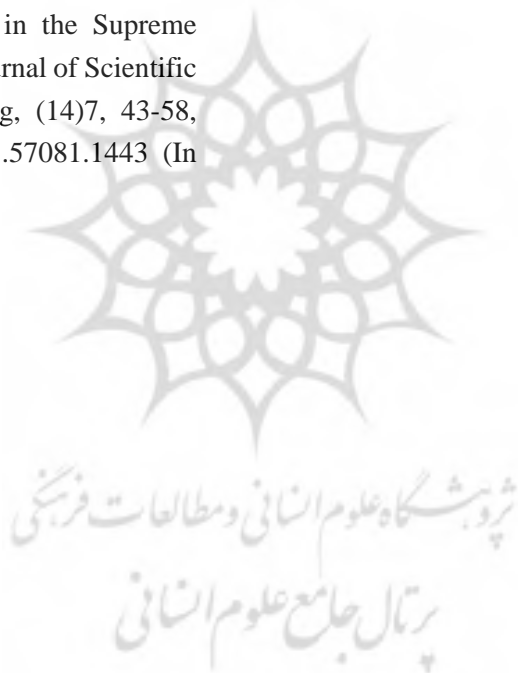 in the Supreme
rnal of Scientific
g, (14)7, 43-58,
.57081.1443 (In
پژوهشگاه علوم انسانی و مطالعات فرهنگی
پرتال جامع علوم انسانی